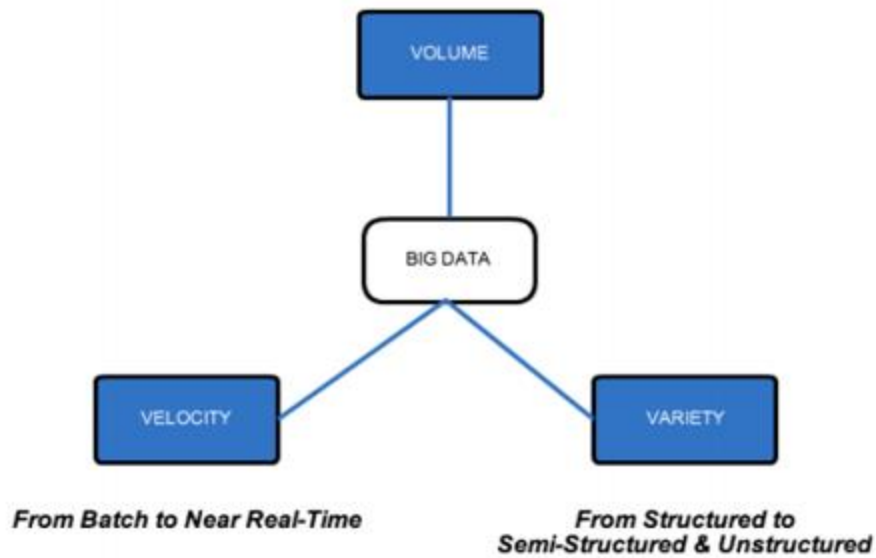 VOLUME
BIG DATA
VELOCITY
VARIETY
From Batch to Near Real-Time
From Structured to
Semi-Structured & Unstructured